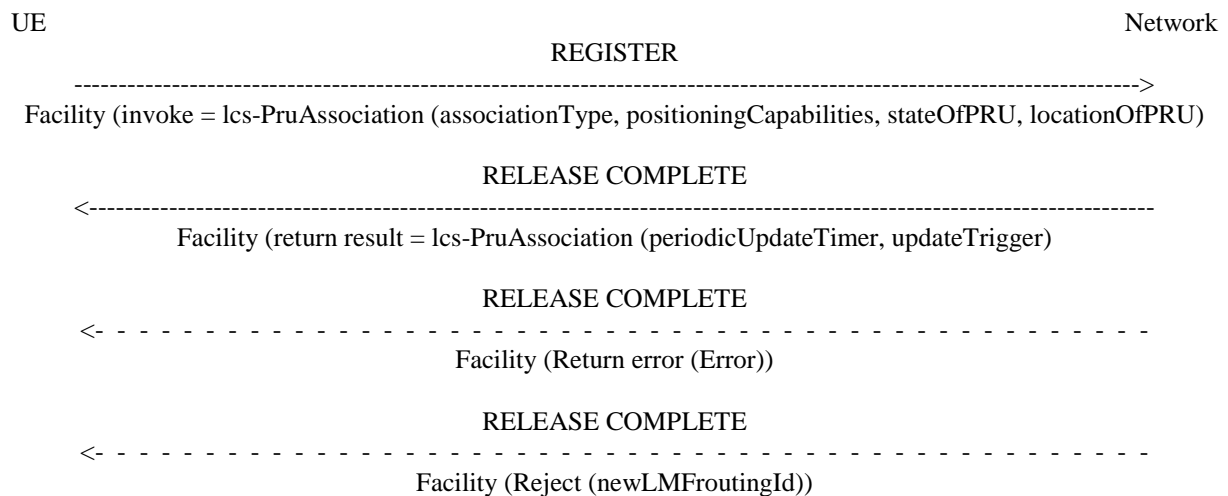 UE Network
REGISTER
Facility (invoke = lcs-PruAssociation (associationType, positioningCapabilities, stateOfPRU, locationOfPRU)
RELEASE COMPLETE
Facility (return result = lcs-PruAssociation (periodicUpdateTimer, updateTrigger)
RELEASE COMPLETE
Facility (Return error (Error))
RELEASE COMPLETE
Facility (Reject (newLMFroutingId))